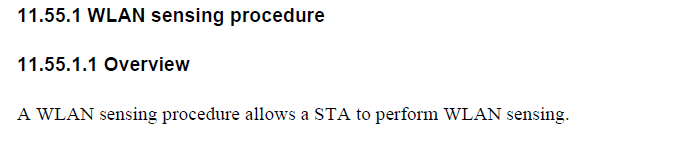 11.55.1 WLAN sensing procedure
11.55.1.1 Overview
A WLAN sensing procedure allows a STA to perform WLAN sensing.